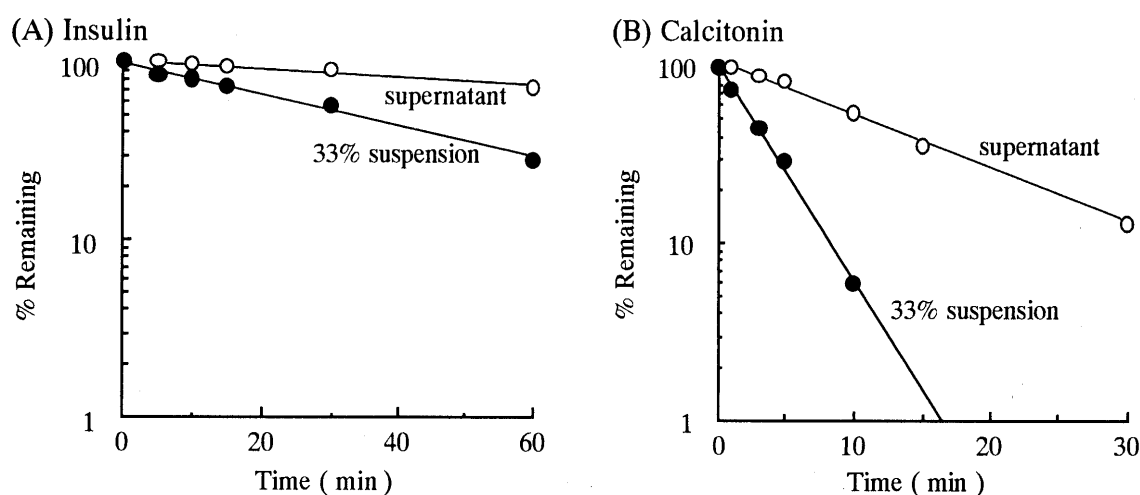 (A) Insulin
100
10
1
% Remaining
supernatant
33% suspension
0 20 40 60
Time ( min )
(B) Calcitonin
100
10
1
% Remaining
supernatant
33% suspension
0 10 20 30
Time ( min )